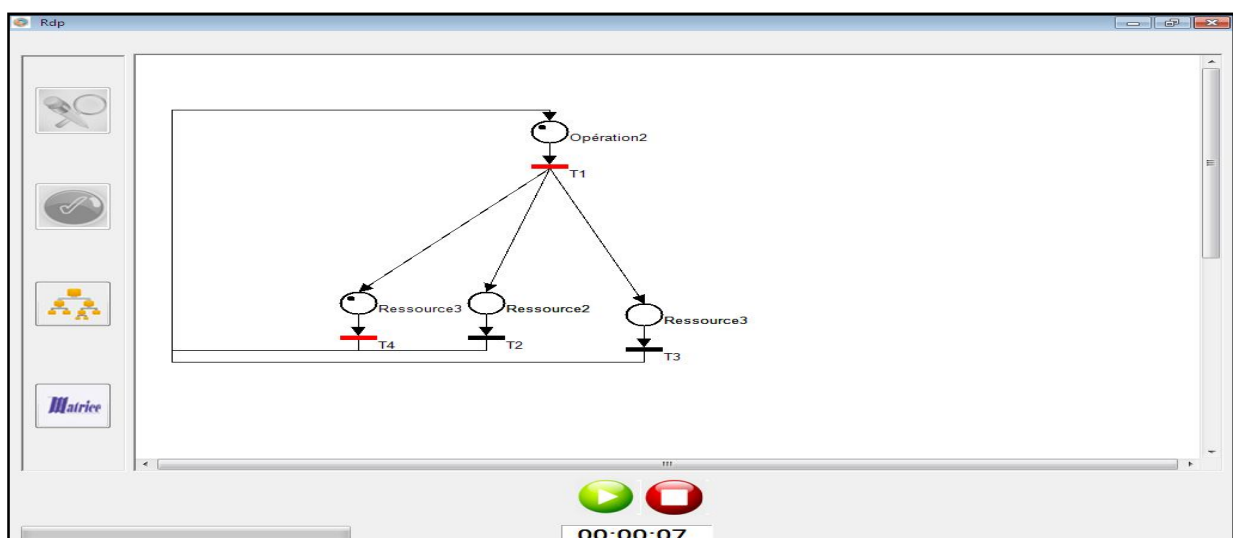 Rdp
Opération2
T1
Ressource3
Ressource2
Ressource3
T4
T2
T3
Matrice
00:00:07